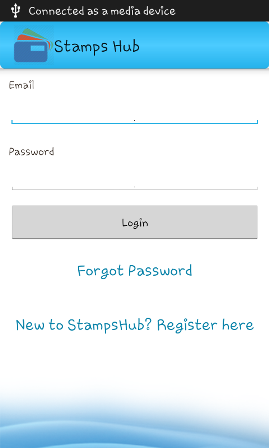 Connected as a media device
Stamps Hub
Email
Password
Login
Forgot Password
New to StampsHub? Register here